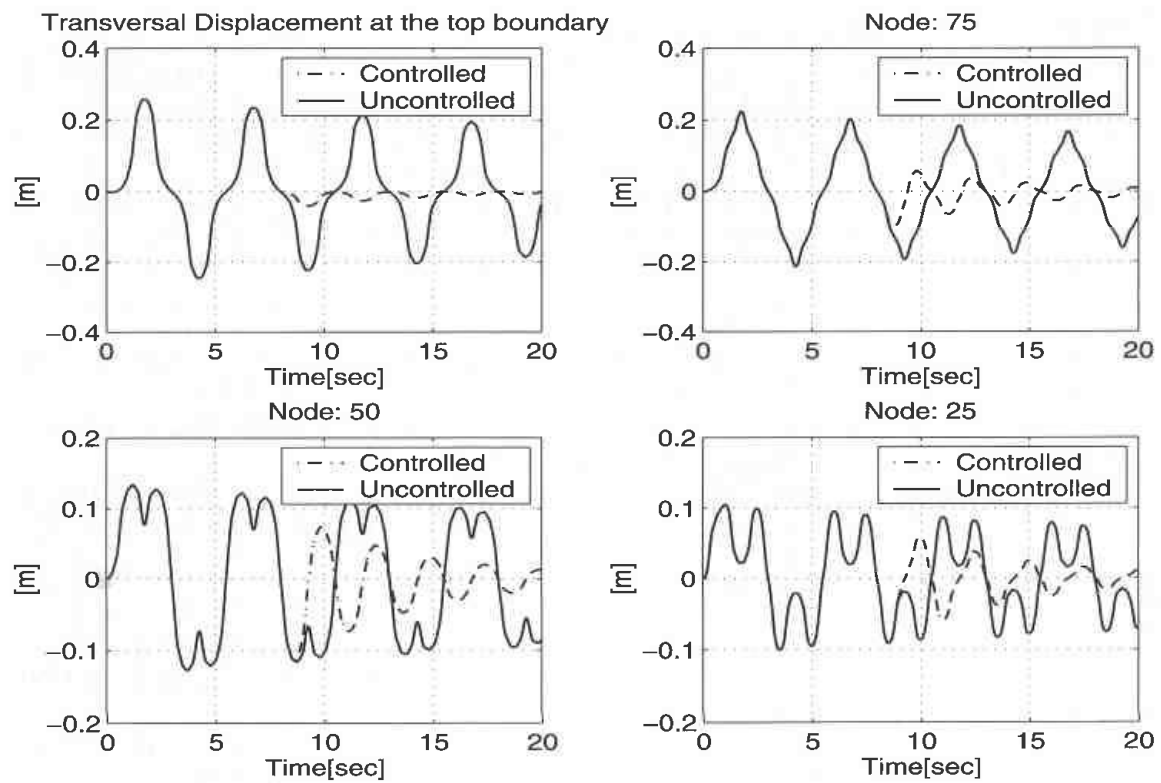 Transversal Displacement at the top boundary
0.4
0.2
0
−0.2
−0.4
[m]
Controlled
Uncontrolled
0 5 10 15 20
Time[sec]
Node: 75
0.4
0.2
0
−0.2
−0.4
[m]
Controlled
Uncontrolled
0 5 10 15 20
Time[sec]
Node: 50
0.2
0.1
0
−0.1
−0.2
[m]
Controlled
Uncontrolled
0 5 10 15 20
Time[sec]
Node: 25
0.2
0.1
0
−0.1
−0.2
[m]
Controlled
Uncontrolled
0 5 10 15 20
Time[sec]